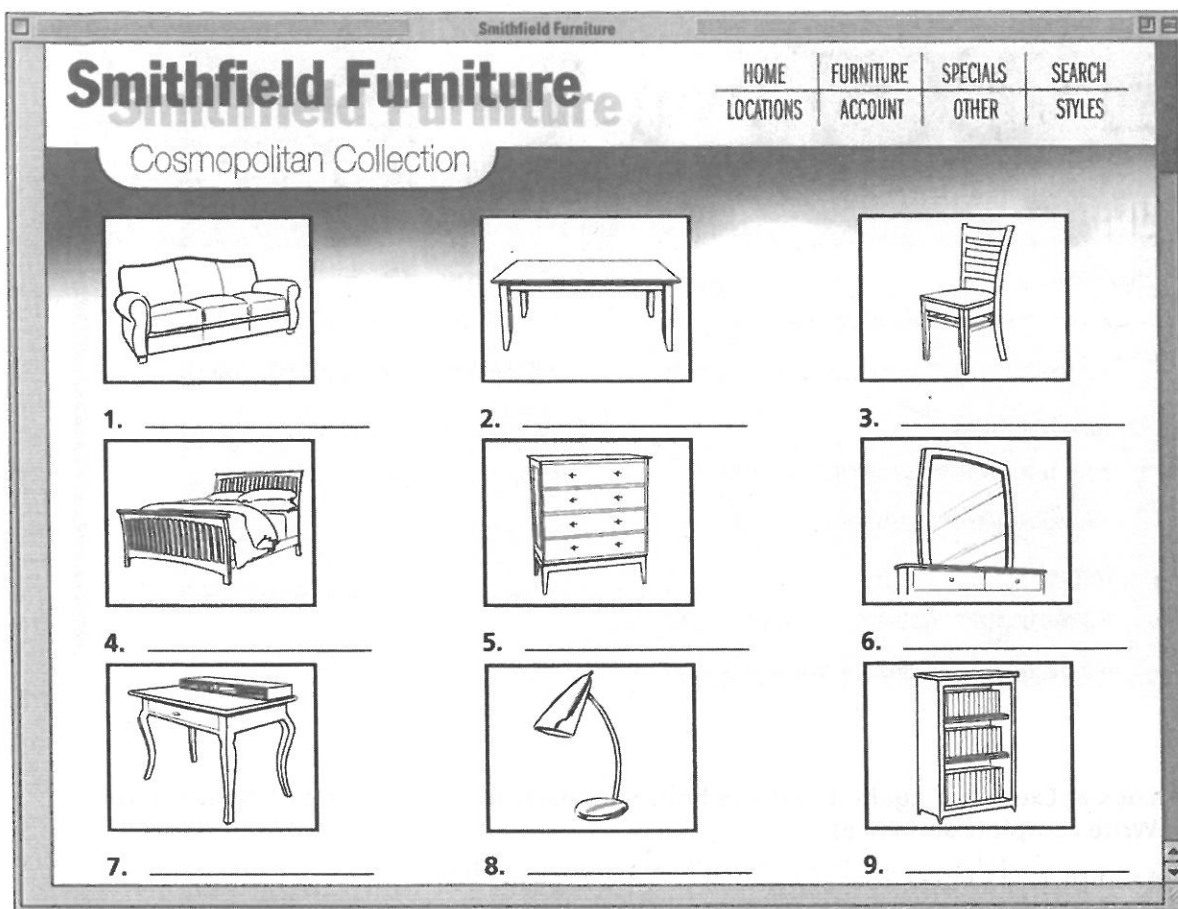 Smithfield Furniture
Smithfield Furniture
HOME FURNITURE SPECIALS SEARCH
LOCATIONS ACCOUNT OTHER STYLES
Cosmopolitan Collection
1. 2. 3.
4. 5. 6.
7. 8. 9.
Write